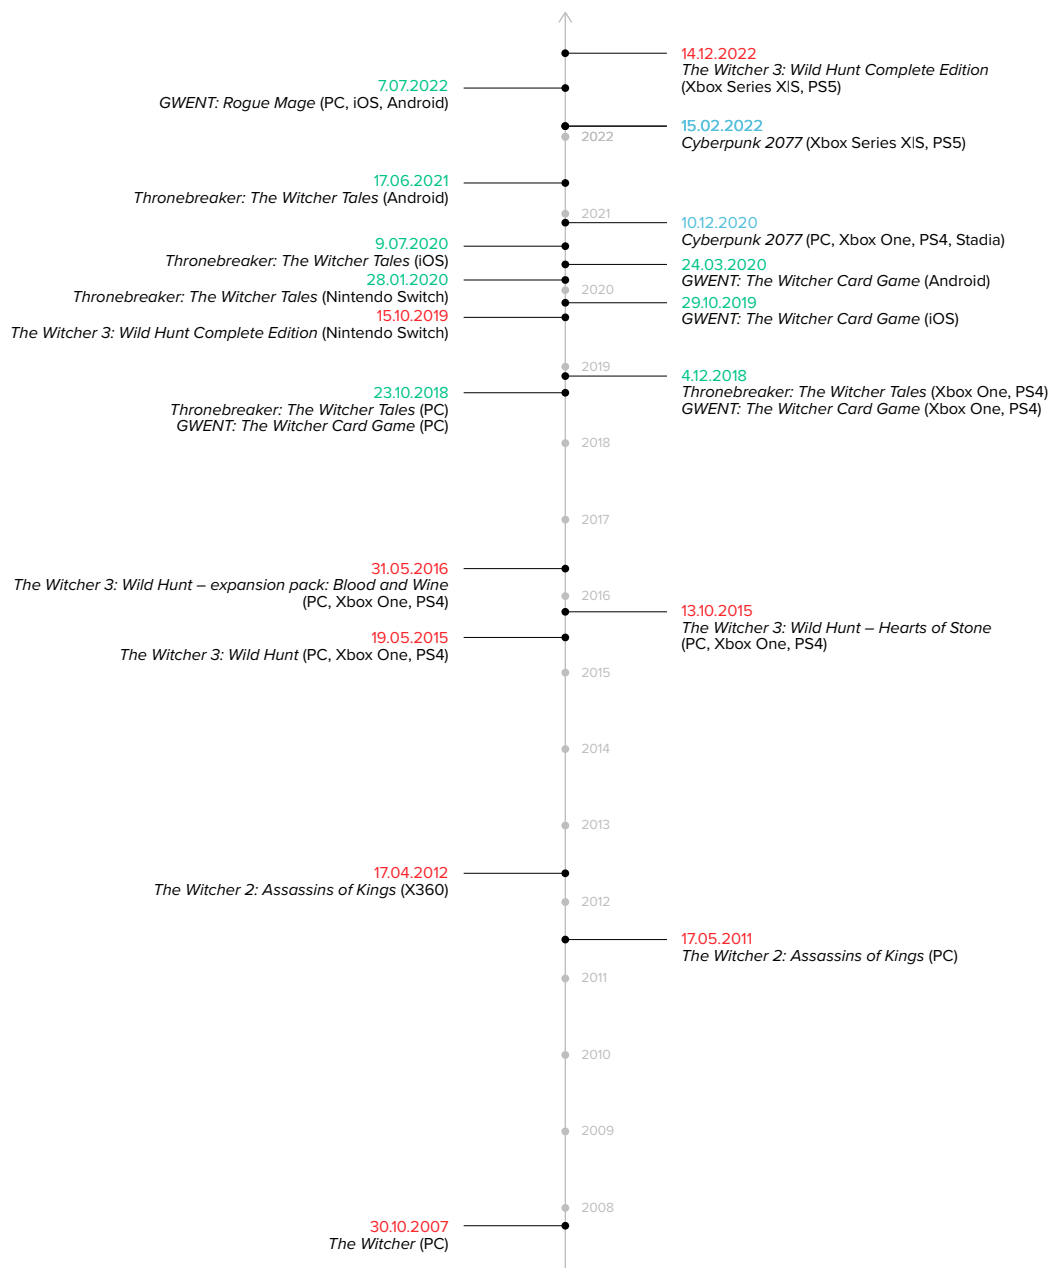 14.12.2022
The Witcher 3: Wild Hunt Complete Edition
(Xbox Series X|S, PS5)
7.07.2022
GWENT: Rogue Mage (PC, iOS, Android)
15.02.2022
Cyberpunk 2077 (Xbox Series X|S, PS5)
2022
17.06.2021
Thronebreaker: The Witcher Tales (Android)
2021
10.12.2020
Cyberpunk 2077 (PC, Xbox One, PS4, Stadia)
9.07.2020
Thronebreaker: The Witcher Tales (iOS)
24.03.2020
GWENT: The Witcher Card Game (Android)
28.01.2020
Thronebreaker: The Witcher Tales (Nintendo Switch)
2020
29.10.2019
GWENT: The Witcher Card Game (iOS)
15.10.2019
The Witcher 3: Wild Hunt Complete Edition (Nintendo Switch)
2019
4.12.2018
Thronebreaker: The Witcher Tales (Xbox One, PS4)
GWENT: The Witcher Card Game (Xbox One, PS4)
23.10.2018
Thronebreaker: The Witcher Tales (PC)
GWENT: The Witcher Card Game (PC)
2018
2017
31.05.2016
The Witcher 3: Wild Hunt – expansion pack: Blood and Wine
(PC, Xbox One, PS4)
2016
13.10.2015
The Witcher 3: Wild Hunt – Hearts of Stone
(PC, Xbox One, PS4)
19.05.2015
The Witcher 3: Wild Hunt (PC, Xbox One, PS4)
2015
2014
2013
17.04.2012
The Witcher 2: Assassins of Kings (X360)
2012
17.05.2011
The Witcher 2: Assassins of Kings (PC)
2011
2010
2009
2008
30.10.2007
The Witcher (PC)